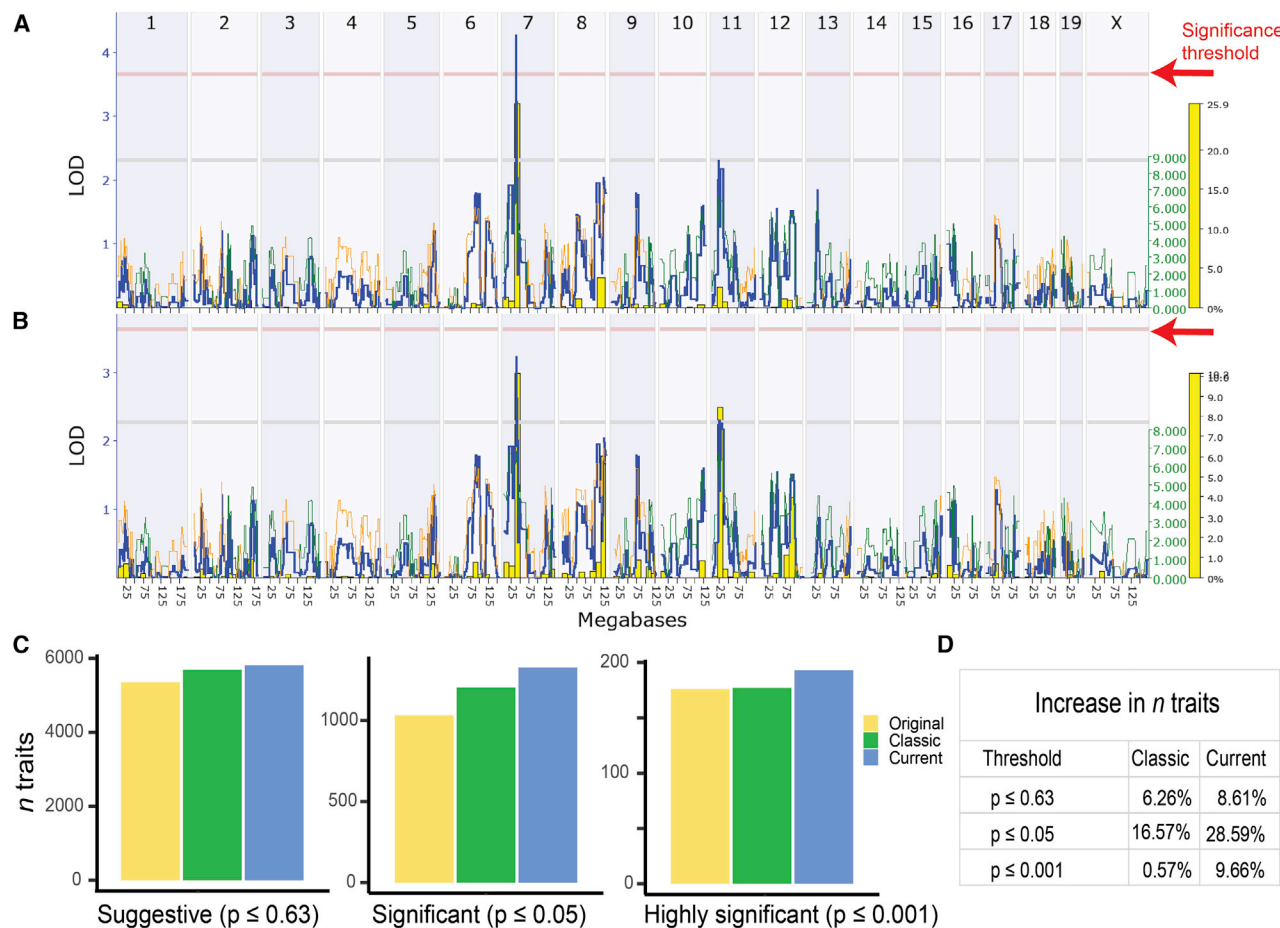 A
1 2 3 4 5 6 7 8 9 10 11 12 13 14 15 16 17 18 19 X
Significance
threshold
LOD
4
3
2
1
9.000
8.000
7.000
6.000
5.000
4.000
3.000
2.000
1.000
0.000
25.9
20.0
15.0
10.0
5.0
0%
B
LOD
3
2
1
8.000
7.000
6.000
5.000
4.000
3.000
2.000
1.000
0.000
9.0
8.0
7.0
6.0
5.0
4.0
3.0
2.0
1.0
0%
25 75 125 175 25 75 125 175 25 75 125 25 75 125 25 75 125 25 75 125 25 75 125 25 75 125 25 75 125 25 75 125 25 75 25 75 25 75 25 75 25 75 25 75 25 75 25 75 25 25 75 125
Megabases
C
n traits
6000
4000
2000
0
Suggestive (p ≤ 0.63)
1000
500
0
Significant (p ≤ 0.05)
200
100
0
Highly significant (p ≤ 0.001)
Original
Classic
Current
D
Increase in n traits
Threshold Classic Current
p ≤ 0.63 6.26% 8.61%
p ≤ 0.05 16.57% 28.59%
p ≤ 0.001 0.57% 9.66%